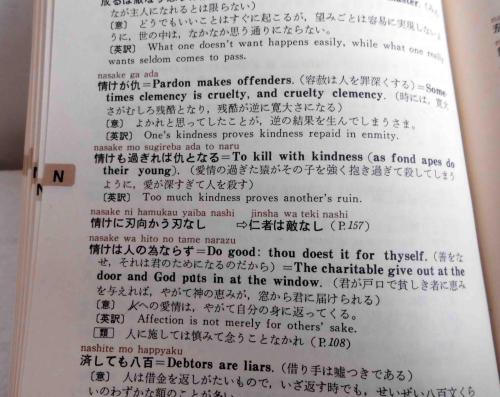 なが主人になれるとは限らない)
[意] どうでもいいことはすぐに起こるが, 望みごとは容易に実現しないよ
うに, 世の中は, なかなか思う通りにならない。
[英訳] What one doesn't want happens easily, while what one really
wants seldom comes to pass.
nasake ga ada
情けが仇=Pardon makes offenders. (容赦は人を罪深くする)=Some-
times clemency is cruelty, and cruelty clemency. (時には, 寛大
さがむしろ残酷となり, 残酷が逆に寛大さになる)
[意] よかれと思ってしたことが, 逆の結果を生んでしまうさま。
[英訳] One's kindness proves kindness repaid in enmity.
nasake mo sugireba ada to naru
情けも過ぎれば仇となる=To kill with kindness (as fond apes do
their young). (愛情の過ぎた猿がその子を強く抱き過ぎて殺してしまう
ように, 愛が深すぎて人を殺す)
[英訳] Too much kindness proves another's ruin.
N
N
nasake ni hamukau yaiba nashi jinsha wa teki nashi
情けに刃向かう刃なし ⇨仁者は敵なし (P.157)
nasake wa hito no tame narazu
情けは人の為ならず=Do good: thou doest it for thyself. (善をな
せ, それは君のためになるのだから) =The charitable give out at the
door and God puts in at the window. (君が戸口で貧しき者に恵み
を与えれば, やがて神の恵みが, 窓から君に届けられる)
[意] 人への愛情は, やがて自分の身に返ってくる。
[英訳] Affection is not merely for others' sake.
[類] 人に施しては慎みて念うことなかれ (P.108)
nashite mo happyaku
済しても八百=Debtors are liars. (借り手は嘘つきである)
[意] 人は借金を返しがたいもので, いざ返す時でも, せいぜい八百文くら
いのわずかな額のことが多い